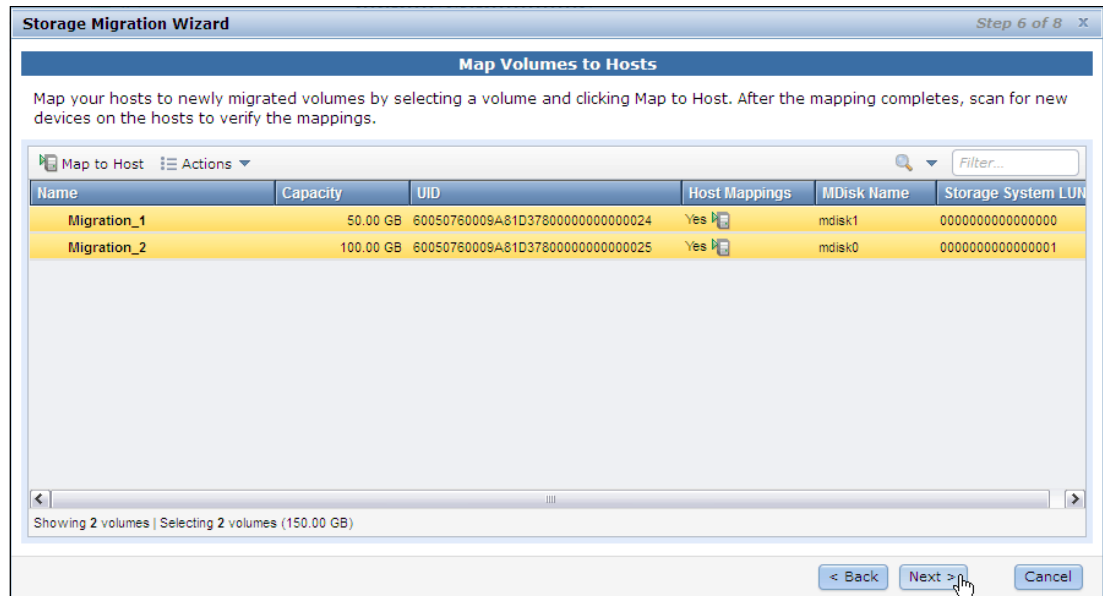 Storage Migration Wizard Step 6 of 8 X
Map Volumes to Hosts
Map your hosts to newly migrated volumes by selecting a volume and clicking Map to Host. After the mapping completes, scan for new
devices on the hosts to verify the mappings.
Map to Host Actions Filter...
Name Capacity UID Host Mappings MDisk Name Storage System LUN
Migration_1 50.00 GB 60050760009A81D37800000000000024 Yes mdisk1 0000000000000000
Migration_2 100.00 GB 60050760009A81D37800000000000025 Yes mdisk0 0000000000000001
Showing 2 volumes | Selecting 2 volumes (150.00 GB)
< Back Next > Cancel